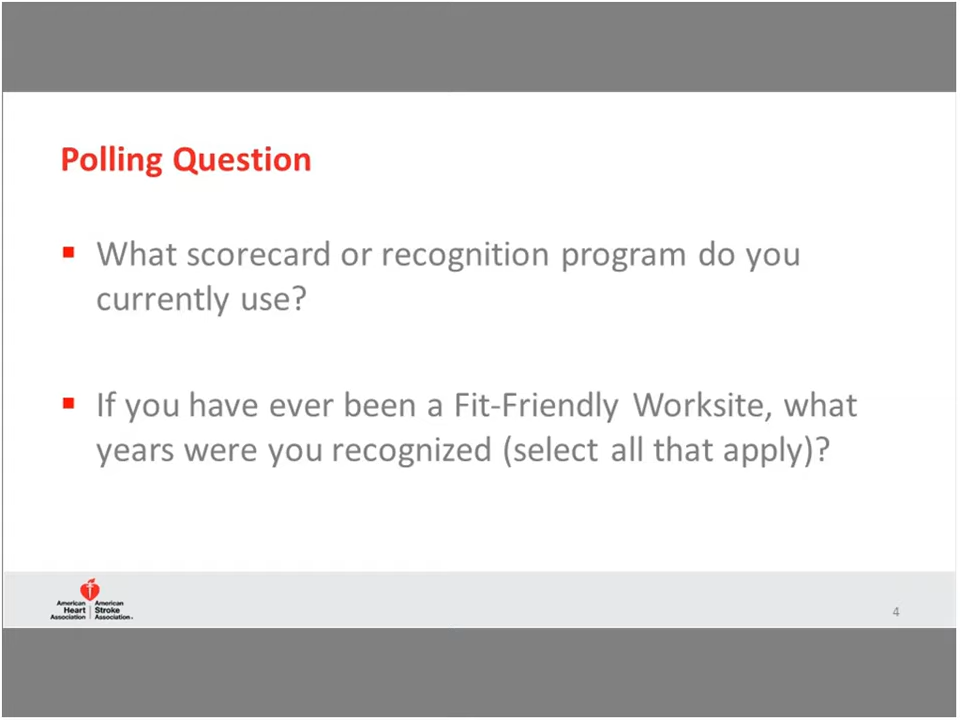 Polling Question
▪ What scorecard or recognition program do you
currently use?
▪ If you have ever been a Fit-Friendly Worksite, what
years were you recognized (select all that apply)?
American American
Heart Stroke
Association Association™
4